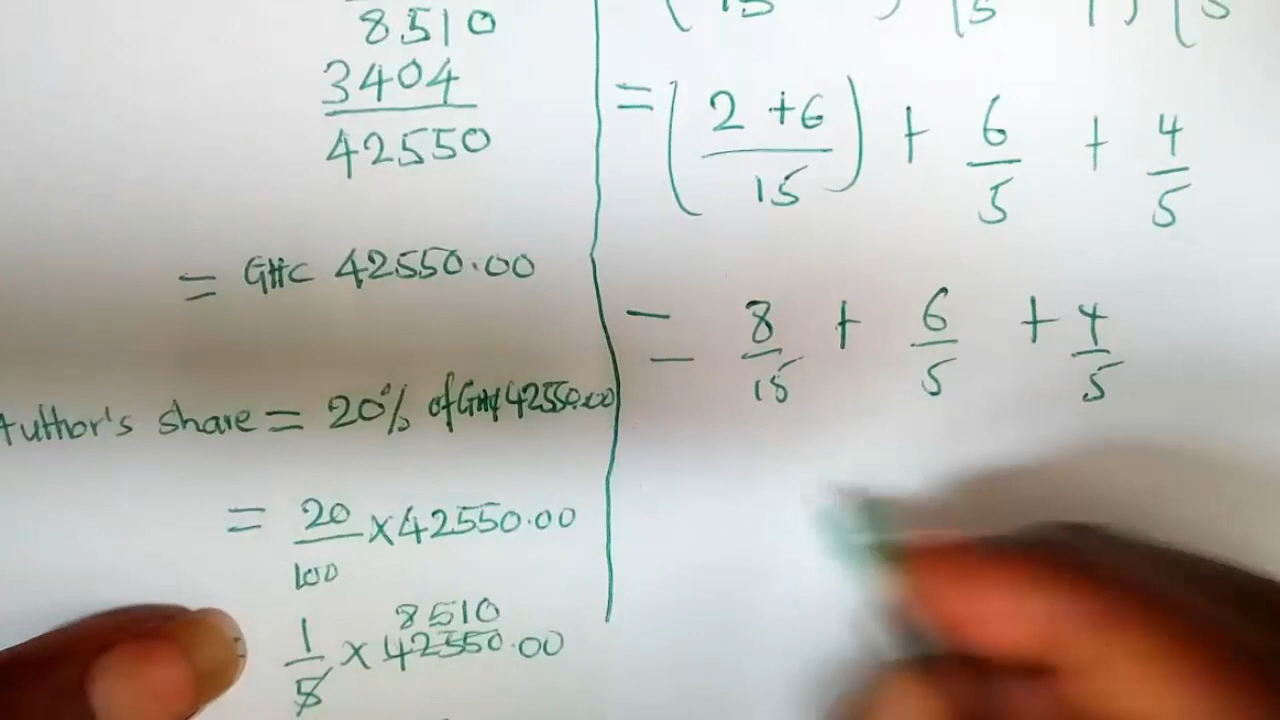 8510
3404
42550
= GH₵ 42550.00
Author's share = 20% of GH₵ 42550.00
= 20/100 × 42550.00
1/5 × 42550.00
8510
= (2 + 6 / 15) + 6/5 + 4/5
= 8/15 + 6/5 + 4/5